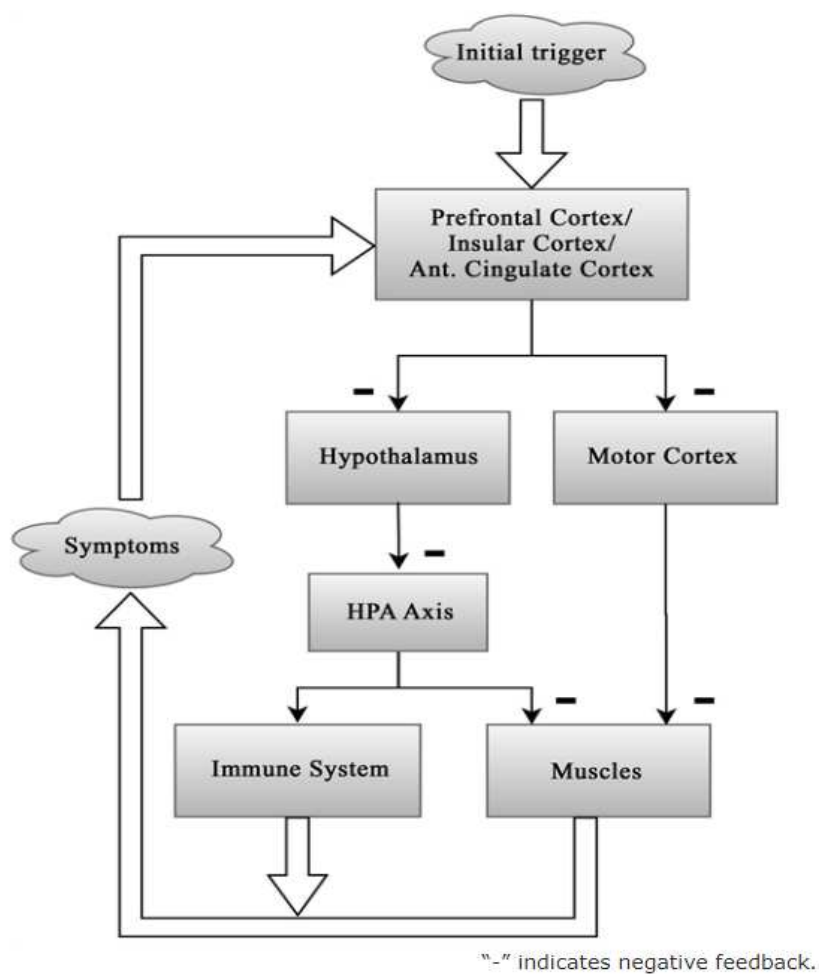 Initial trigger
Prefrontal Cortex/
Insular Cortex/
Ant. Cingulate Cortex
-
-
Hypothalamus
Motor Cortex
Symptoms
-
HPA Axis
-
-
Immune System
Muscles
“-” indicates negative feedback.